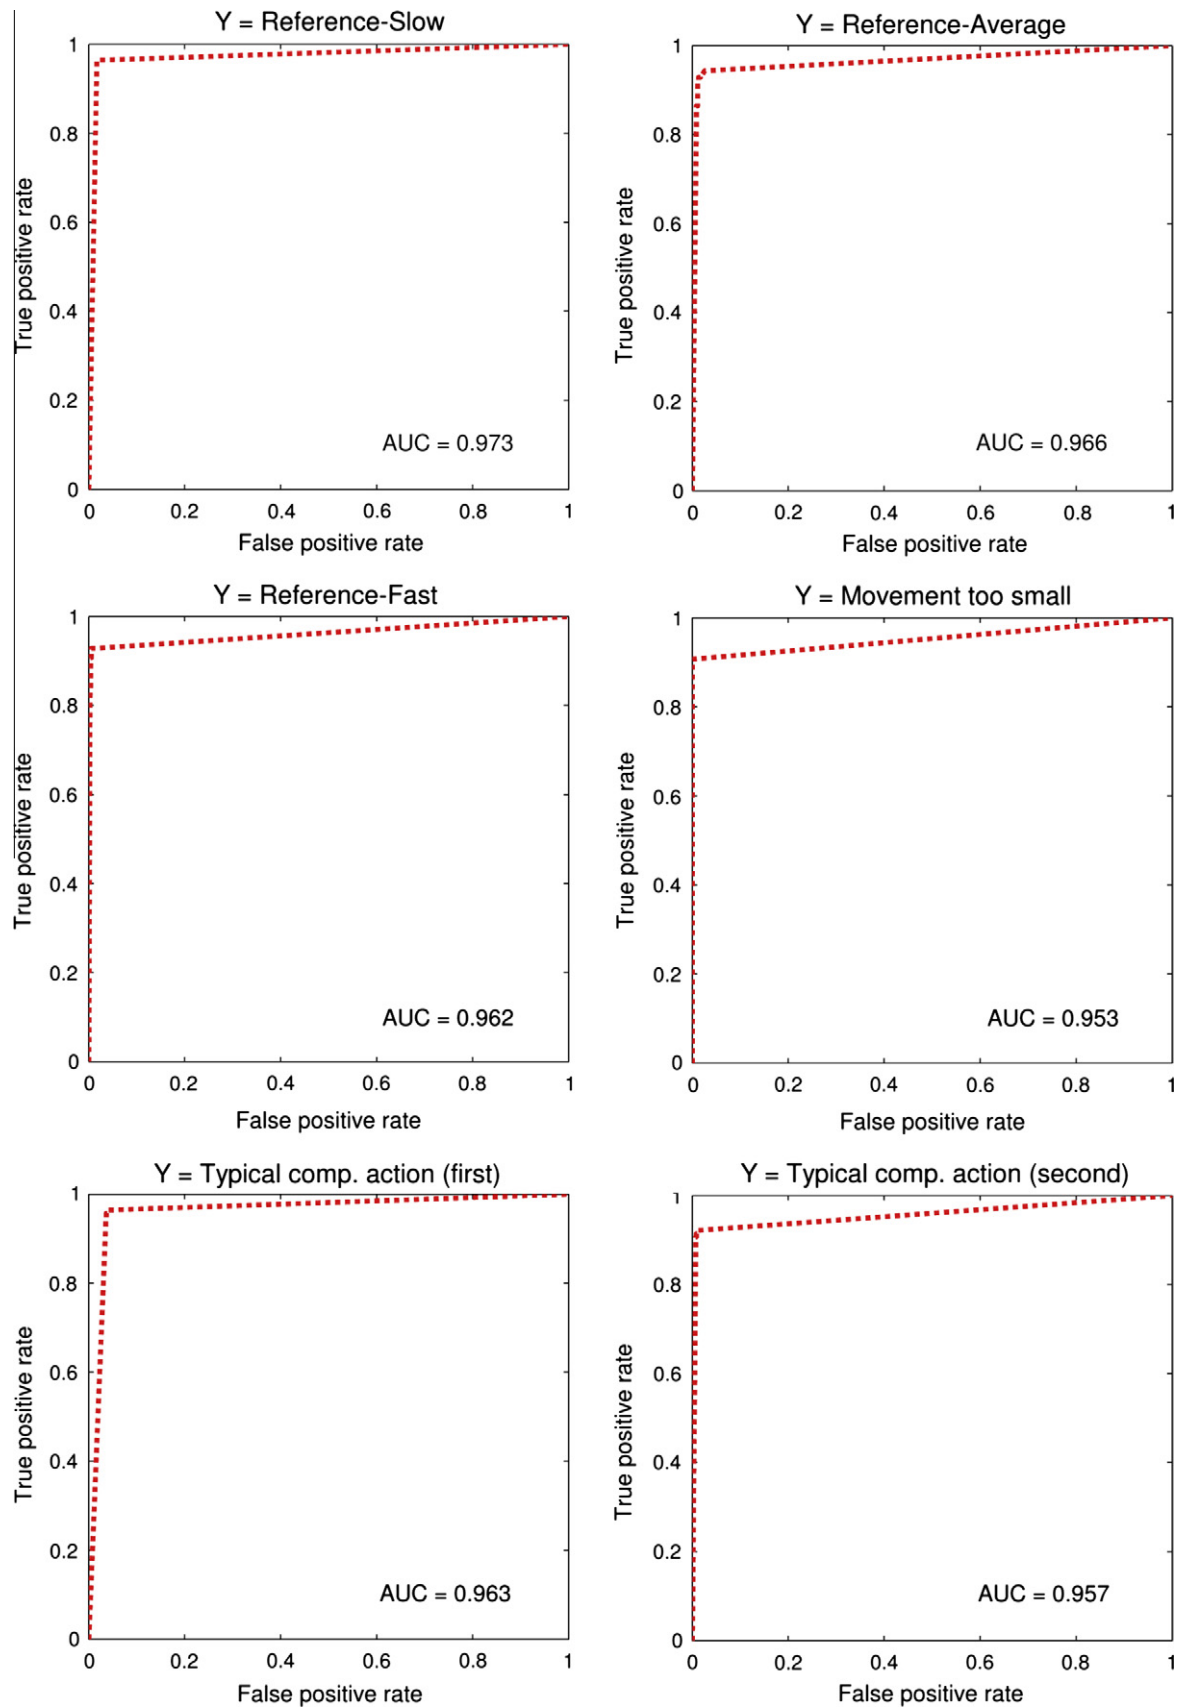 Y = Reference-Slow
1
0.8
0.6
0.4
0.2
0
True positive rate
AUC = 0.973
0 0.2 0.4 0.6 0.8 1
False positive rate
Y = Reference-Average
1
0.8
0.6
0.4
0.2
0
True positive rate
AUC = 0.966
0 0.2 0.4 0.6 0.8 1
False positive rate
Y = Reference-Fast
1
0.8
0.6
0.4
0.2
0
True positive rate
AUC = 0.962
0 0.2 0.4 0.6 0.8 1
False positive rate
Y = Movement too small
1
0.8
0.6
0.4
0.2
0
True positive rate
AUC = 0.953
0 0.2 0.4 0.6 0.8 1
False positive rate
Y = Typical comp. action (first)
1
0.8
0.6
0.4
0.2
0
True positive rate
AUC = 0.963
0 0.2 0.4 0.6 0.8 1
False positive rate
Y = Typical comp. action (second)
1
0.8
0.6
0.4
0.2
0
True positive rate
AUC = 0.957
0 0.2 0.4 0.6 0.8 1
False positive rate